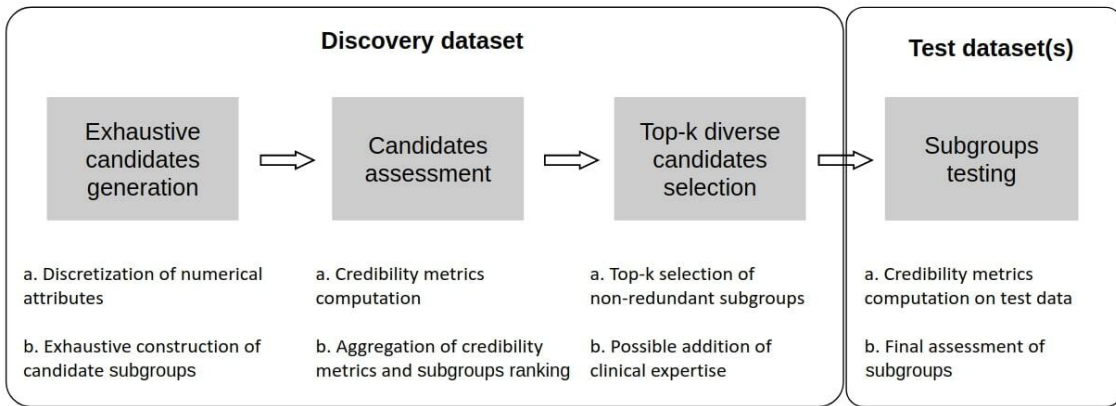 Discovery dataset
Test dataset(s)
Exhaustive
candidates
generation
Candidates
assessment
Top-k diverse
candidates
selection
Subgroups
testing
a. Discretization of numerical
attributes
b. Exhaustive construction of
candidate subgroups
a. Credibility metrics
computation
b. Aggregation of credibility
metrics and subgroups ranking
a. Top-k selection of
non-redundant subgroups
b. Possible addition of
clinical expertise
a. Credibility metrics
computation on test data
b. Final assessment of
subgroups